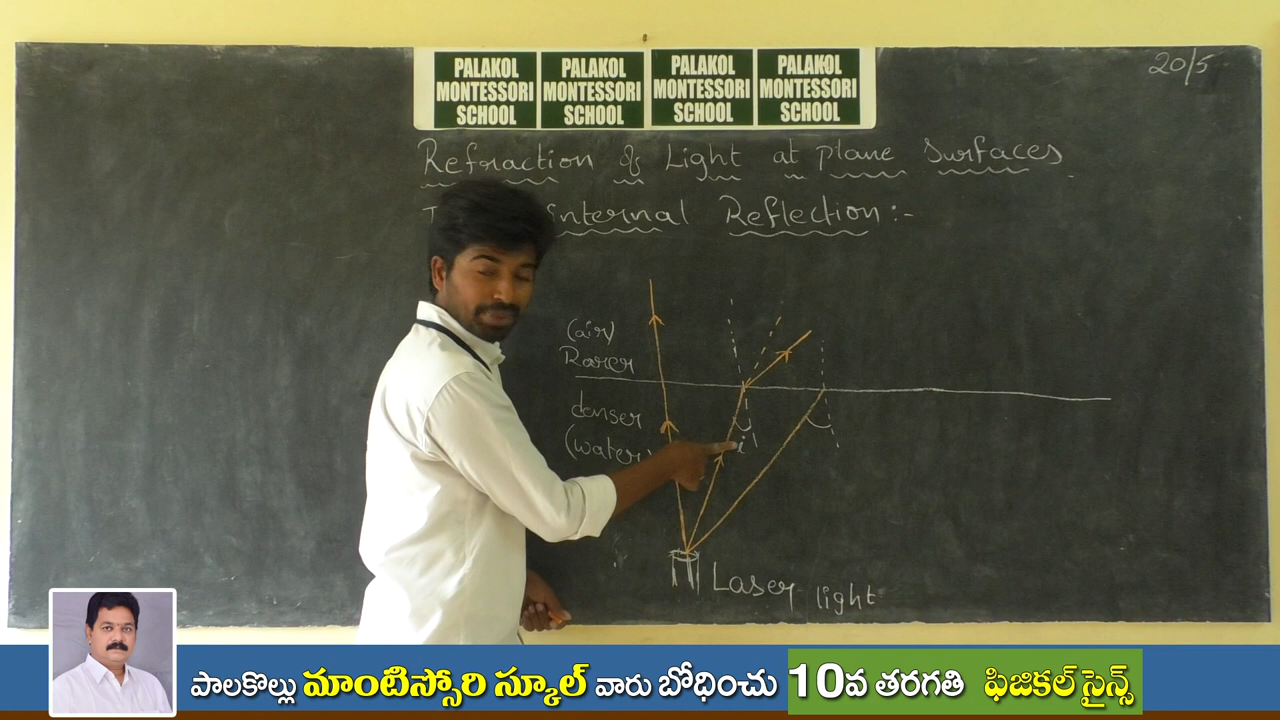 PALAKOL MONTESSORI SCHOOL
PALAKOL MONTESSORI SCHOOL
PALAKOL MONTESSORI SCHOOL
PALAKOL MONTESSORI SCHOOL
20/5
Refraction of Light at plane Surfaces
internal Reflection:-
(air)
Rarer
denser
(water
i
Laser light
పాలకొల్లు మాంటిస్సోరి స్కూల్ వారు బోధించు 10వ తరగతి ఫిజికల్ సైన్స్